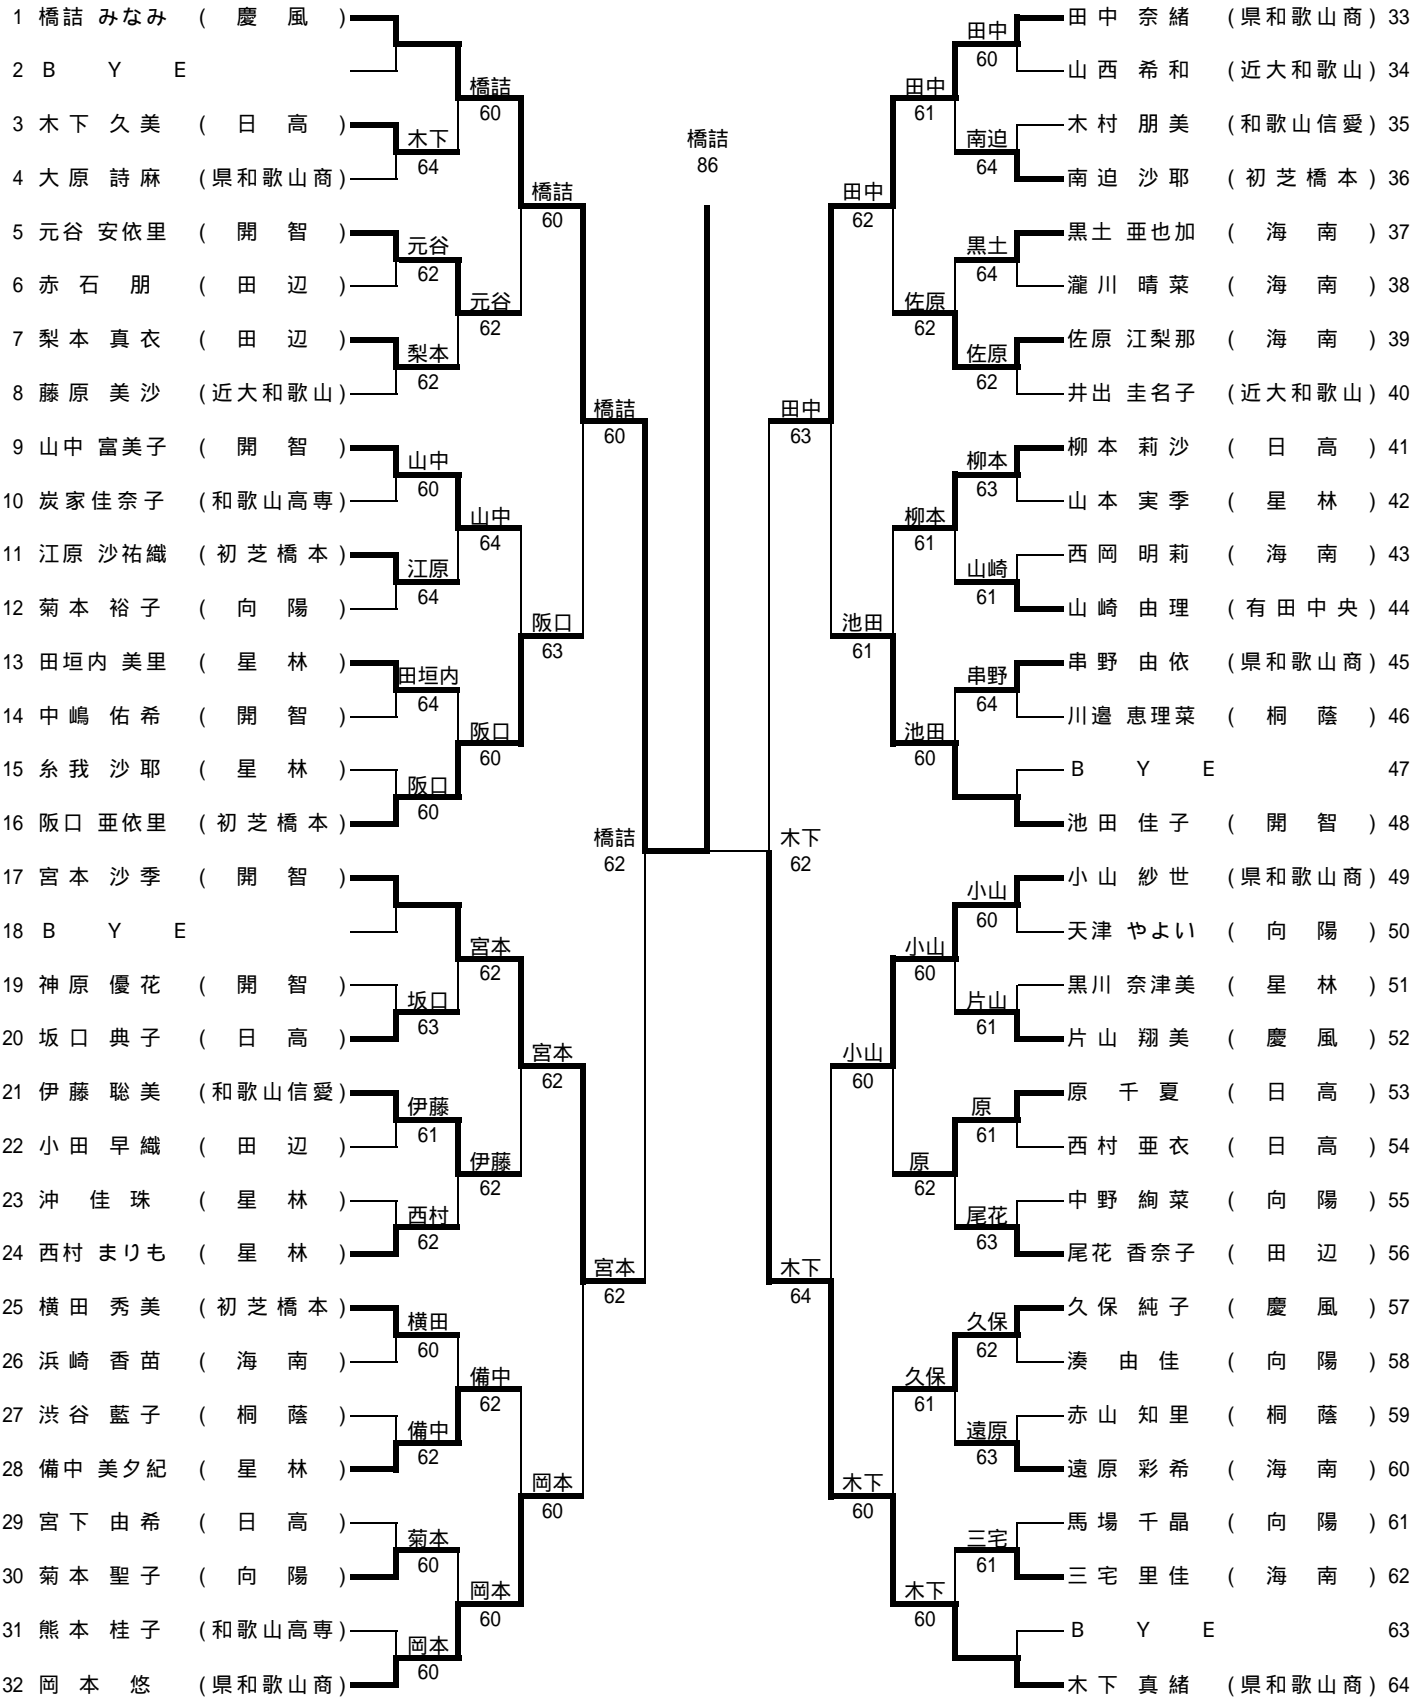 1 橋詰 みなみ ( 慶 風 )
2 B Y E
3 木下 久美 ( 日 高 )
4 大原 詩麻 (県和歌山商)
5 元谷 安依里 ( 開 智 )
6 赤石 朋 ( 田 辺 )
7 梨本 真衣 ( 田 辺 )
8 藤原 美沙 (近大和歌山)
9 山中 富美子 ( 開 智 )
10 炭家佳奈子 (和歌山高専)
11 江原 沙祐織 (初芝橋本)
12 菊本 裕子 ( 向 陽 )
13 田垣内 美里 ( 星 林 )
14 中嶋 佑希 ( 開 智 )
15 糸我 沙耶 ( 星 林 )
16 阪口 亜依里 (初芝橋本)
17 宮本 沙季 ( 開 智 )
18 B Y E
19 神原 優花 ( 開 智 )
20 坂口 典子 ( 日 高 )
21 伊藤 聡美 (和歌山信愛)
22 小田 早織 ( 田 辺 )
23 沖 佳珠 ( 星 林 )
24 西村 まりも ( 星 林 )
25 横田 秀美 (初芝橋本)
26 浜崎 香苗 ( 海 南 )
27 渋谷 藍子 ( 桐 蔭 )
28 備中 美夕紀 ( 星 林 )
29 宮下 由希 ( 日 高 )
30 菊本 聖子 ( 向 陽 )
31 熊本 桂子 (和歌山高専)
32 岡本 悠 (県和歌山商)
木下
64
元谷
62
梨本
62
山中
60
江原
64
田垣内
64
阪口
60
坂口
63
伊藤
61
西村
62
横田
60
備中
62
菊本
60
岡本
60
橋詰
60
元谷
62
山中
64
阪口
60
宮本
62
伊藤
62
備中
62
岡本
60
橋詰
60
阪口
63
宮本
62
岡本
60
橋詰
60
宮本
62
橋詰
62
橋詰
86
木下
62
田中
63
木下
64
田中
62
池田
61
小山
60
木下
60
田中
61
佐原
62
柳本
61
池田
60
小山
60
原
62
久保
61
木下
60
田中
60
南迫
64
黒土
64
佐原
62
柳本
63
山崎
61
串野
64
小山
60
片山
61
原
61
尾花
63
久保
62
遠原
63
三宅
61
田中 奈緒 (県和歌山商) 33
山西 希和 (近大和歌山) 34
木村 朋美 (和歌山信愛) 35
南迫 沙耶 (初芝橋本) 36
黒土 亜也加 ( 海 南 ) 37
瀧川 晴菜 ( 海 南 ) 38
佐原 江梨那 ( 海 南 ) 39
井出 圭名子 (近大和歌山) 40
柳本 莉沙 ( 日 高 ) 41
山本 実季 ( 星 林 ) 42
西岡 明莉 ( 海 南 ) 43
山崎 由理 (有田中央) 44
串野 由依 (県和歌山商) 45
川邉 恵理菜 ( 桐 蔭 ) 46
B Y E 47
池田 佳子 ( 開 智 ) 48
小山 紗世 (県和歌山商) 49
天津 やよい ( 向 陽 ) 50
黒川 奈津美 ( 星 林 ) 51
片山 翔美 ( 慶 風 ) 52
原 千夏 ( 日 高 ) 53
西村 亜衣 ( 日 高 ) 54
中野 絢菜 ( 向 陽 ) 55
尾花 香奈子 ( 田 辺 ) 56
久保 純子 ( 慶 風 ) 57
湊 由佳 ( 向 陽 ) 58
赤山 知里 ( 桐 蔭 ) 59
遠原 彩希 ( 海 南 ) 60
馬場 千晶 ( 向 陽 ) 61
三宅 里佳 ( 海 南 ) 62
B Y E 63
木下 真緒 (県和歌山商) 64